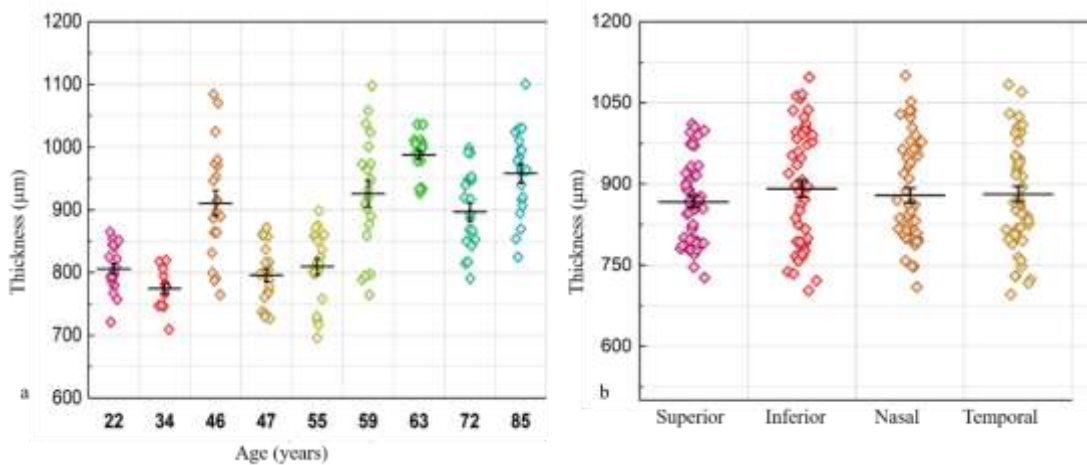 1200
1100
1000
900
800
700
600
Thickness (μm)
a
22 34 46 47 55 59 63 72 85
Age (years)
1200
1050
900
750
600
Thickness (μm)
b
Superior Inferior Nasal Temporal